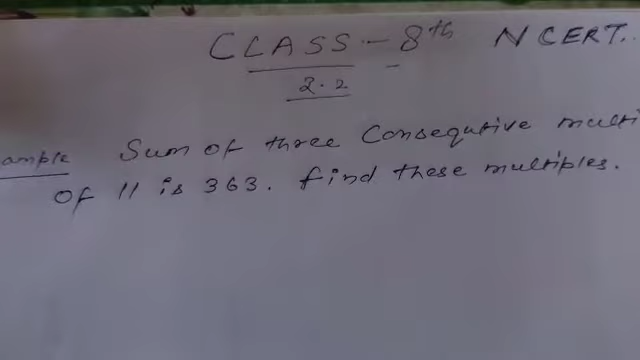 CLASS - 8th NCERT.
2.2
ample Sum of three Consequtive multi
of 11 is 363. find these multiples.